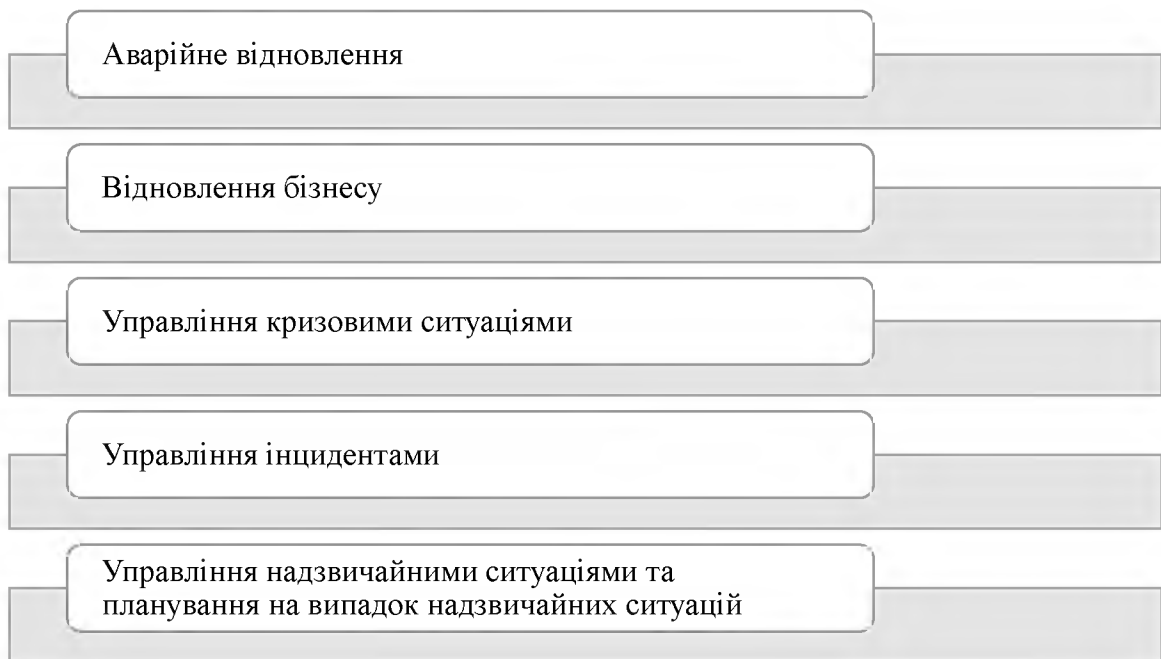 Аварійне відновлення
Відновлення бізнесу
Управління кризовими ситуаціями
Управління інцидентами
Управління надзвичайними ситуаціями та
планування на випадок надзвичайних ситуацій